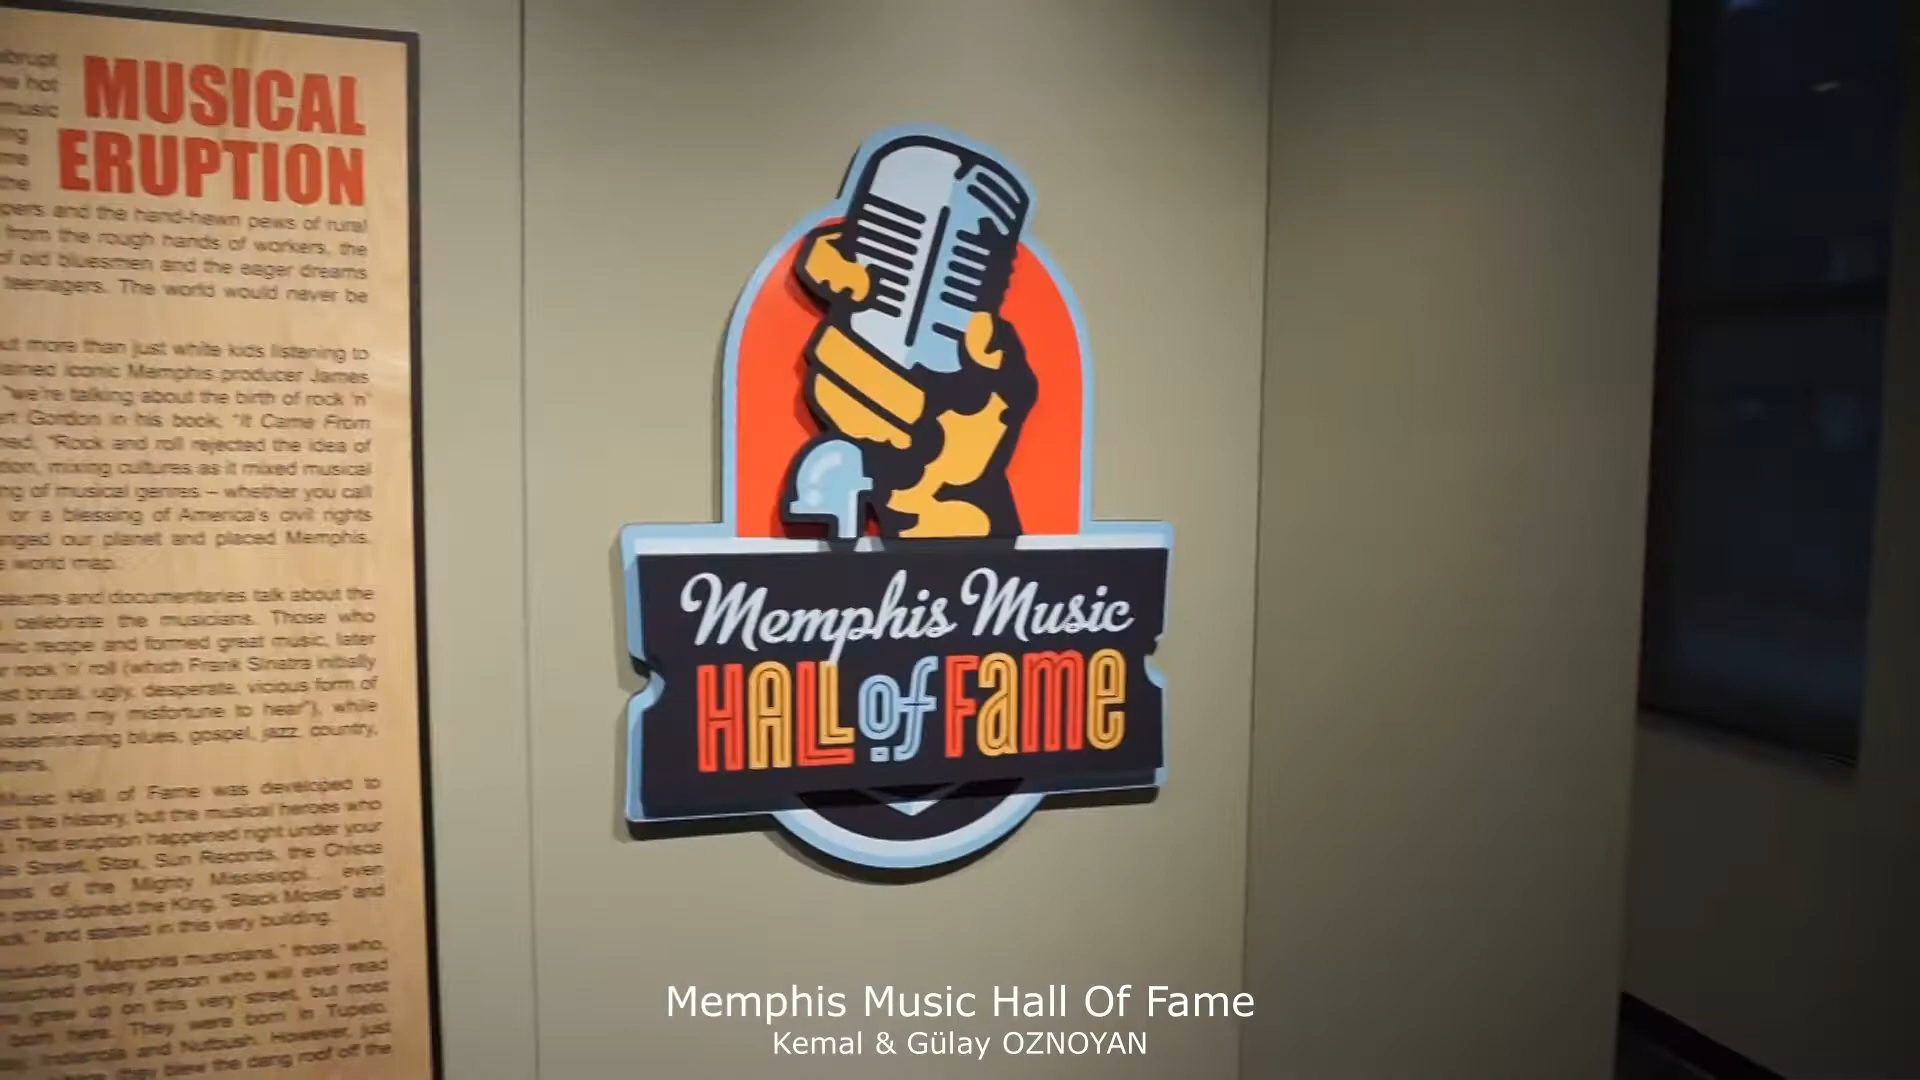 abrupt
MUSICAL
hot
music
ERUPTION
the
and the hand-hewn pews of rural
from the rough hands of workers, the
of old bluesmen and the eager dreams
teenagers. The world would never be
more than just white kids listening to
iconic Memphis producer James
"we're talking about the birth of rock 'n'
Gordon in his book, "It Came From
"Rock and roll rejected the idea of
mixing cultures as it mixed musical
of musical genres – whether you call
or a blessing of America's civil rights
our planet and placed Memphis,
world map.
and documentaries talk about the
celebrate the musicians. Those who
recipe and formed great music, later
rock 'n' roll (which Frank Sinatra initially
brutal, ugly, desperate, vicious form of
been my misfortune to hear"), while
disseminating blues, gospel, jazz, country,
Music Hall of Fame was developed to
the history, but the musical heroes who
That eruption happened right under your
Street, Stax, Sun Records, the Chisca
of the Mighty Mississippi... even
once clothed the King, "Black Moses" and
and started in this very building.
"Memphis musicians," those who,
touched every person who will ever read
grew up on this very street, but most
born here. They were born in Tupelo,
Indianola and Nutbush. However, just
they blew the dang roof off the
Memphis Music
HALL of FAME
Memphis Music Hall Of Fame
Kemal & Gülay OZNOYAN